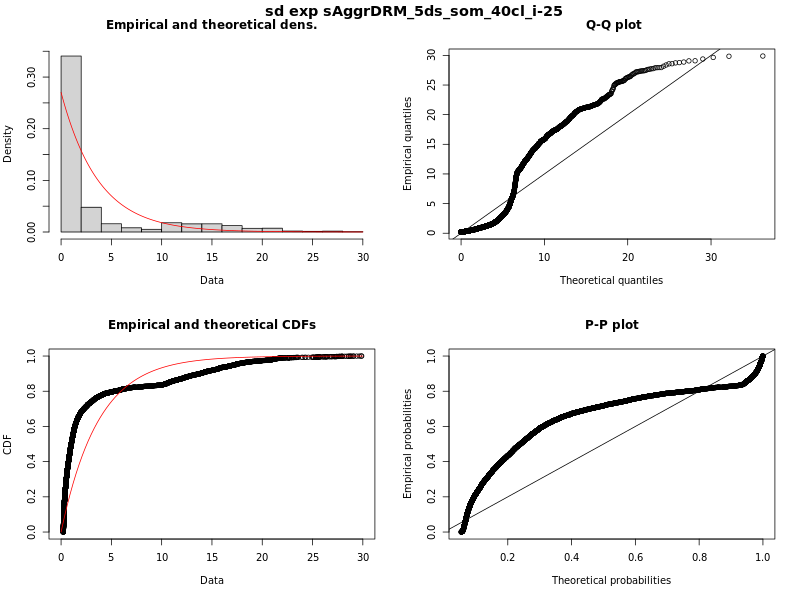 sd exp sAggrDRM_5ds_som_40cl_i-25
Empirical and theoretical dens.
Density
0.00 0.10 0.20 0.30
0 5 10 15 20 25 30
Data
Q-Q plot
Empirical quantiles
0 5 10 15 20 25 30
0 10 20 30
Theoretical quantiles
Empirical and theoretical CDFs
CDF
0.0 0.2 0.4 0.6 0.8 1.0
0 5 10 15 20 25 30
Data
P-P plot
Empirical probabilities
0.0 0.2 0.4 0.6 0.8 1.0
0.2 0.4 0.6 0.8 1.0
Theoretical probabilities